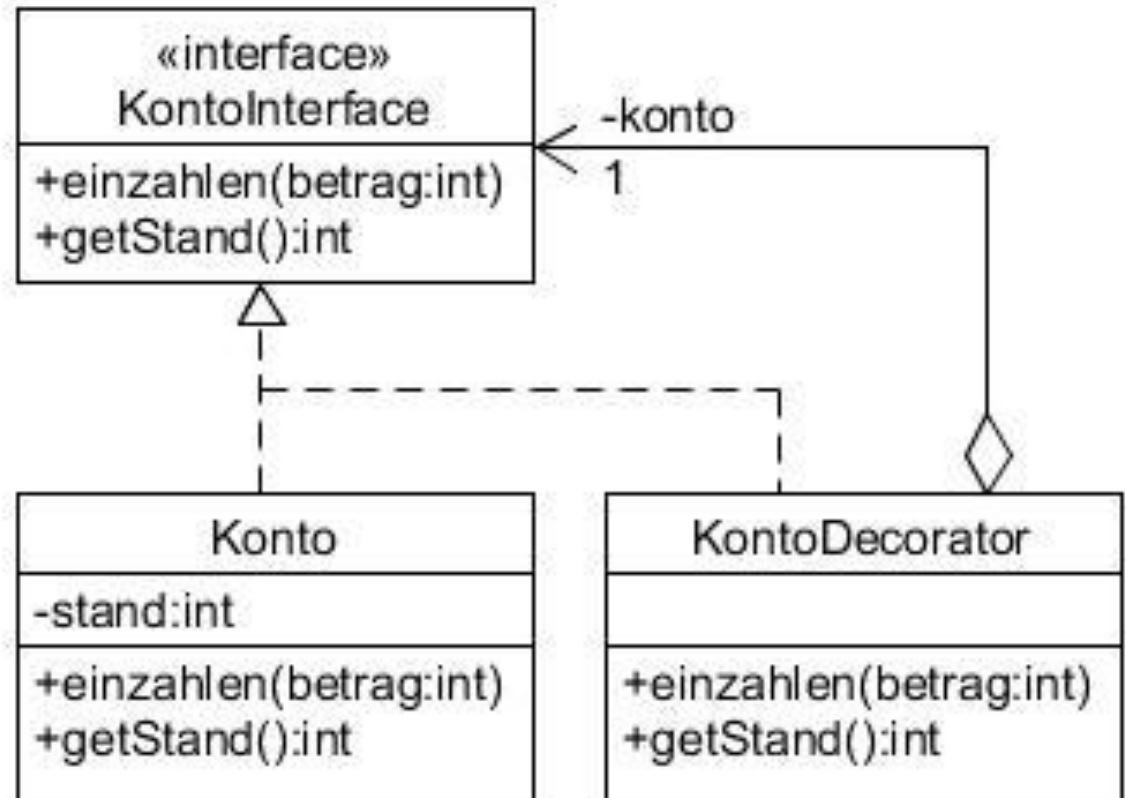 «interface»
KontoInterface
+einzahlen(betrag:int)
+getStand():int
-konto
1
Konto
-stand:int
+einzahlen(betrag:int)
+getStand():int
KontoDecorator
+einzahlen(betrag:int)
+getStand():int